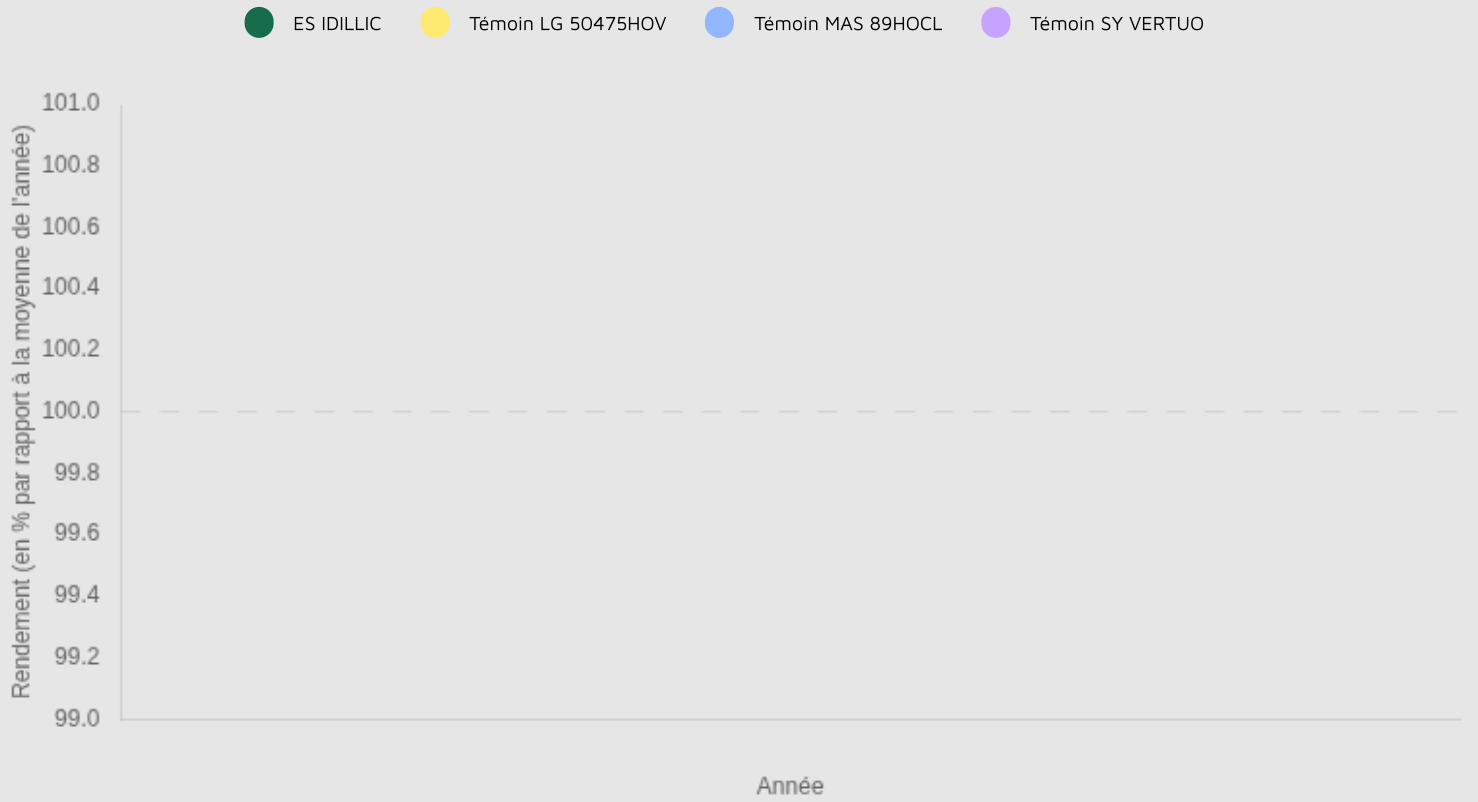 ES IDILLIC
Témoin LG 50475HOV
Témoin MAS 89HOCL
Témoin SY VERTUO
Rendement (en % par rapport à la moyenne de l'année)
101.0
100.8
100.6
100.4
100.2
100.0
99.8
99.6
99.4
99.2
99.0
Année